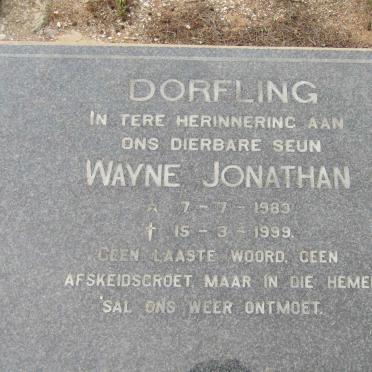 DORFLING
IN TERE HERINNERING AAN
ONS DIERBARE SEUN
WAYNE JONATHAN
* 7 - 7 - 1983
† 15 - 3 - 1999.
GEEN LAASTE WOORD, GEEN
AFSKEIDSGROET, MAAR IN DIE HEME
SAL ONS WEER ONTMOET.